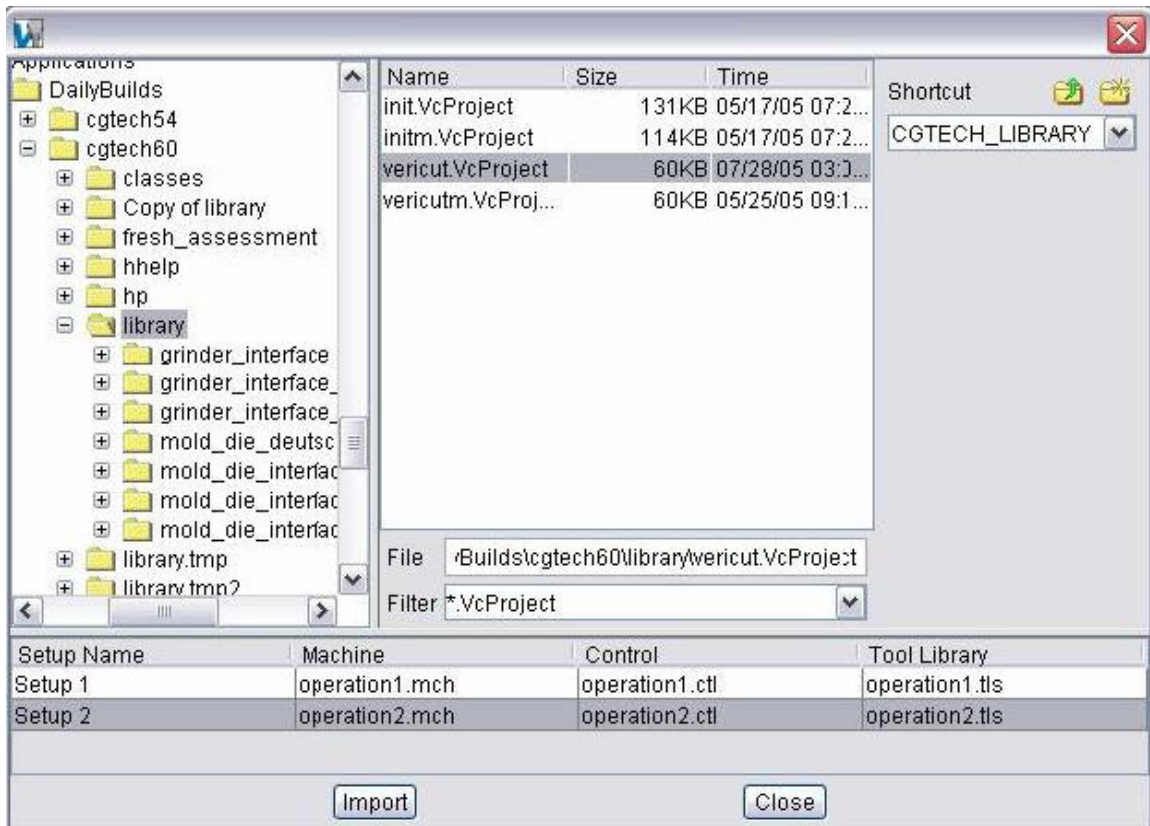 Applications
DailyBuilds
cgtech54
cgtech60
classes
Copy of library
fresh_assessment
hhelp
hp
library
grinder_interface
grinder_interface_
grinder_interface_
mold_die_deutsc
mold_die_interfac
mold_die_interfac
mold_die_interfac
library.tmp
library.tmp2
Name Size Time
init.VcProject 131KB 05/17/05 07:2...
initm.VcProject 114KB 05/17/05 07:2...
vericut.VcProject 60KB 07/28/05 03:0...
vericutm.VcProj... 60KB 05/25/05 09:1...
File Builds\cgtech60\library\vericut.VcProject
Filter *.VcProject
Shortcut
CGTECH_LIBRARY
Setup Name Machine Control Tool Library
Setup 1 operation1.mch operation1.ctl operation1.tls
Setup 2 operation2.mch operation2.ctl operation2.tls
Import Close